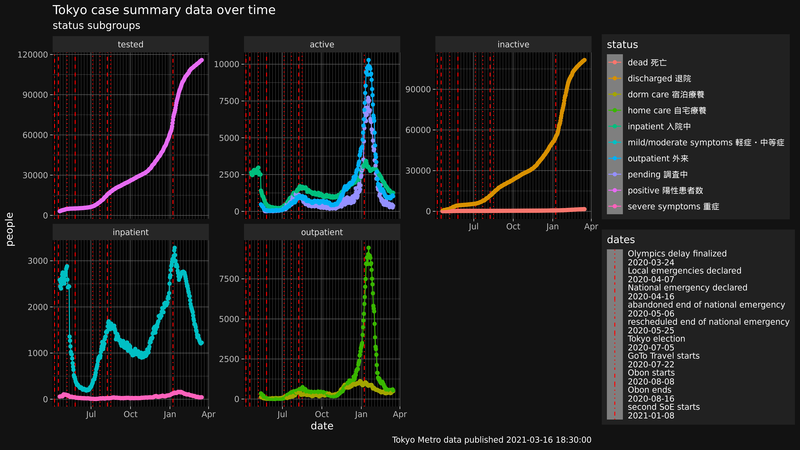 Tokyo case summary data over time
status subgroups
tested
active
inactive
120000
90000
60000
30000
0
10000
7500
5000
2500
0
90000
60000
30000
0
Jul
Oct
Jan
Apr
inpatient
outpatient
3000
2000
1000
0
7500
5000
2500
0
Jul
Oct
Jan
Apr
Jul
Oct
Jan
Apr
people
date
status
dead 死亡
discharged 退院
dorm care 宿泊療養
home care 自宅療養
inpatient 入院中
mild/moderate symptoms 軽症・中等症
outpatient 外来
pending 調査中
positive 陽性患者数
severe symptoms 重症
dates
Olympics delay finalized
2020-03-24
Local emergencies declared
2020-04-07
National emergency declared
2020-04-16
abandoned end of national emergency
2020-05-06
rescheduled end of national emergency
2020-05-25
Tokyo election
2020-07-05
GoTo Travel starts
2020-07-22
Obon starts
2020-08-08
Obon ends
2020-08-16
second SoE starts
2021-01-08
Tokyo Metro data published 2021-03-16 18:30:00